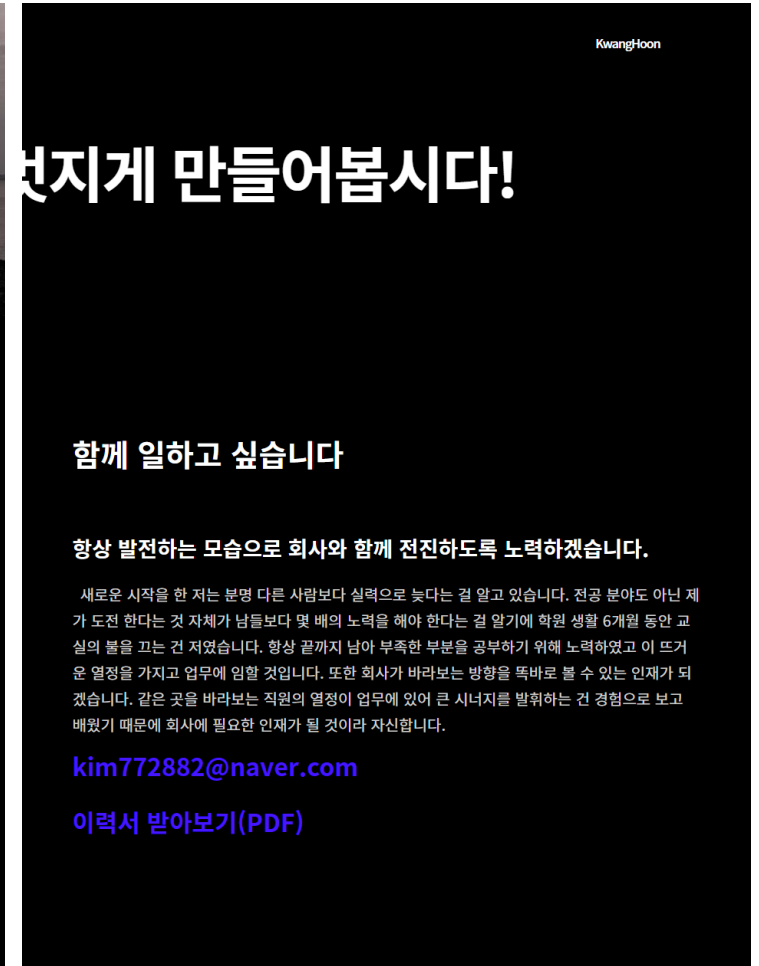 KwangHoon
멋지게 만들어봅시다!
함께 일하고 싶습니다
항상 발전하는 모습으로 회사와 함께 전진하도록 노력하겠습니다.
새로운 시작을 한 저는 분명 다른 사람보다 실력으로 늦다는 걸 알고 있습니다. 전공 분야도 아닌 제
가 도전 한다는 것 자체가 남들보다 몇 배의 노력을 해야 한다는 걸 알기에 학원 생활 6개월 동안 교
실의 불을 끄는 건 저였습니다. 항상 끝까지 남아 부족한 부분을 공부하기 위해 노력하였고 이 뜨거
운 열정을 가지고 업무에 임할 것입니다. 또한 회사가 바라보는 방향을 똑바로 볼 수 있는 인재가 되
겠습니다. 같은 곳을 바라보는 직원의 열정이 업무에 있어 큰 시너지를 발휘하는 건 경험으로 보고
배웠기 때문에 회사에 필요한 인재가 될 것이라 자신합니다.
kim772882@naver.com
이력서 받아보기(PDF)